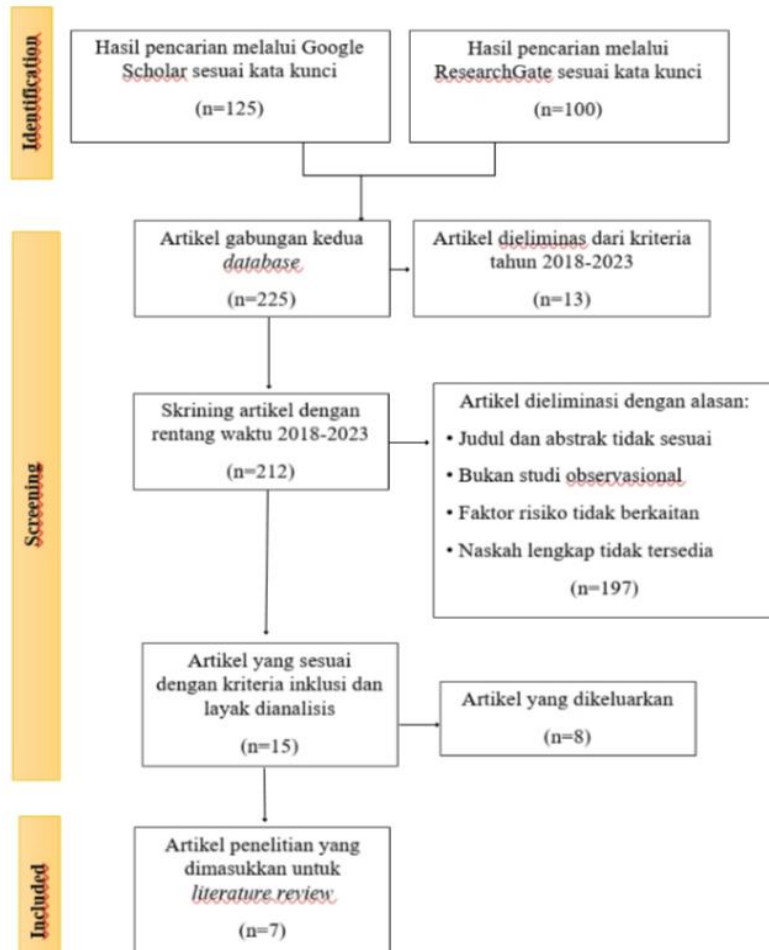 Identification
Hasil pencarian melalui Google
Scholar sesuai kata kunci
(n=125)
Hasil pencarian melalui
ResearchGate sesuai kata kunci
(n=100)
Screening
Artikel gabungan kedua
database
(n=225)
Artikel dieliminas dari kriteria
tahun 2018-2023
(n=13)
Skrining artikel dengan
rentang waktu 2018-2023
(n=212)
Artikel dieliminasi dengan alasan:
• Judul dan abstrak tidak sesuai
• Bukan studi observasional
• Faktor risiko tidak berkaitan
• Naskah lengkap tidak tersedia
(n=197)
Artikel yang sesuai
dengan kriteria inklusi dan
layak dianalisis
(n=15)
Artikel yang dikeluarkan
(n=8)
Included
Artikel penelitian yang
dimasukkan untuk
literature review
(n=7)